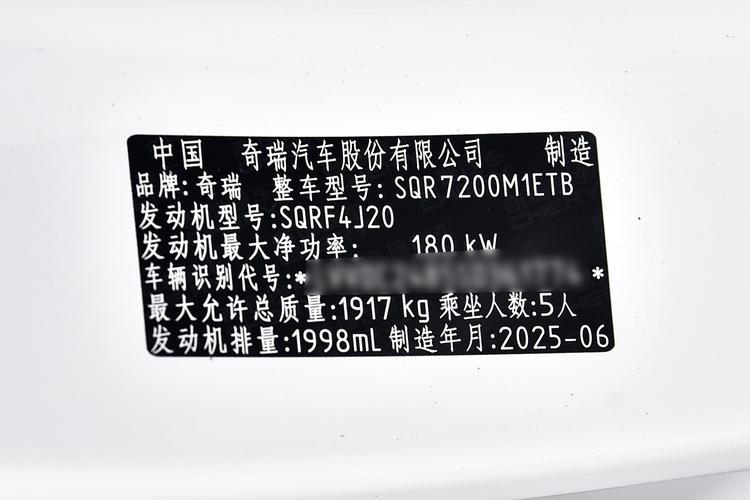 中国 奇瑞汽车股份有限公司 制造
品牌:奇瑞 整车型号:SQR7200M1ETB
发动机型号:SQRF4J20
发动机最大净功率: 180 kW
车辆识别代号:* *
最大允许总质量:1917 kg 乘坐人数:5人
发动机排量:1998mL 制造年月:2025-06